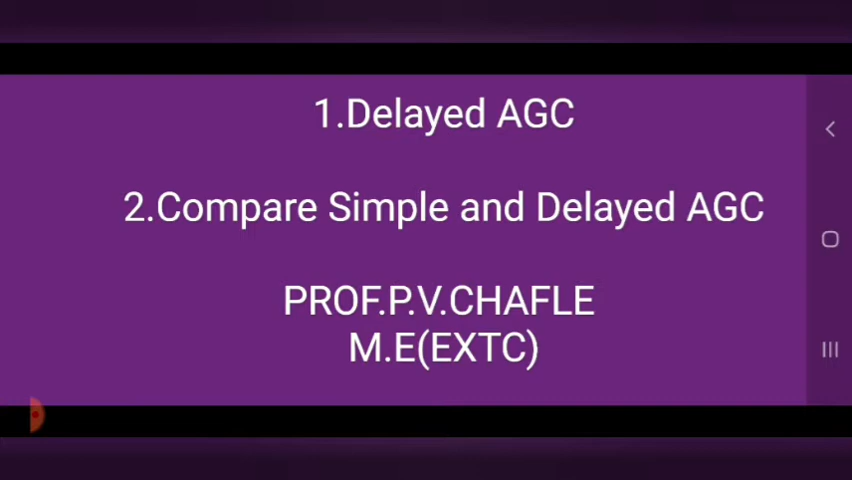 1.Delayed AGC
2.Compare Simple and Delayed AGC
PROF.P.V.CHAFLE
M.E(EXTC)